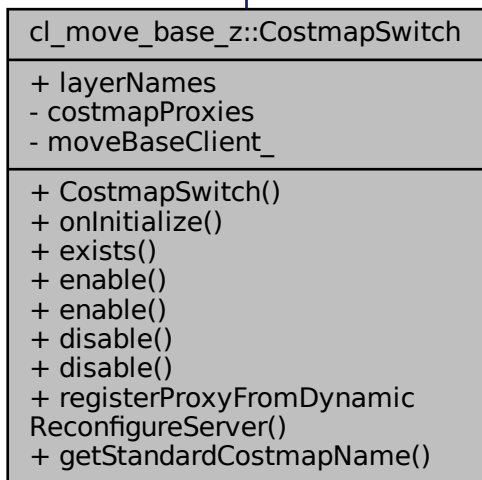 cl_move_base_z::CostmapSwitch
+ layerNames
- costmapProxies
- moveBaseClient_
+ CostmapSwitch()
+ onInitialize()
+ exists()
+ enable()
+ enable()
+ disable()
+ disable()
+ registerProxyFromDynamic
ReconfigureServer()
+ getStandardCostmapName()